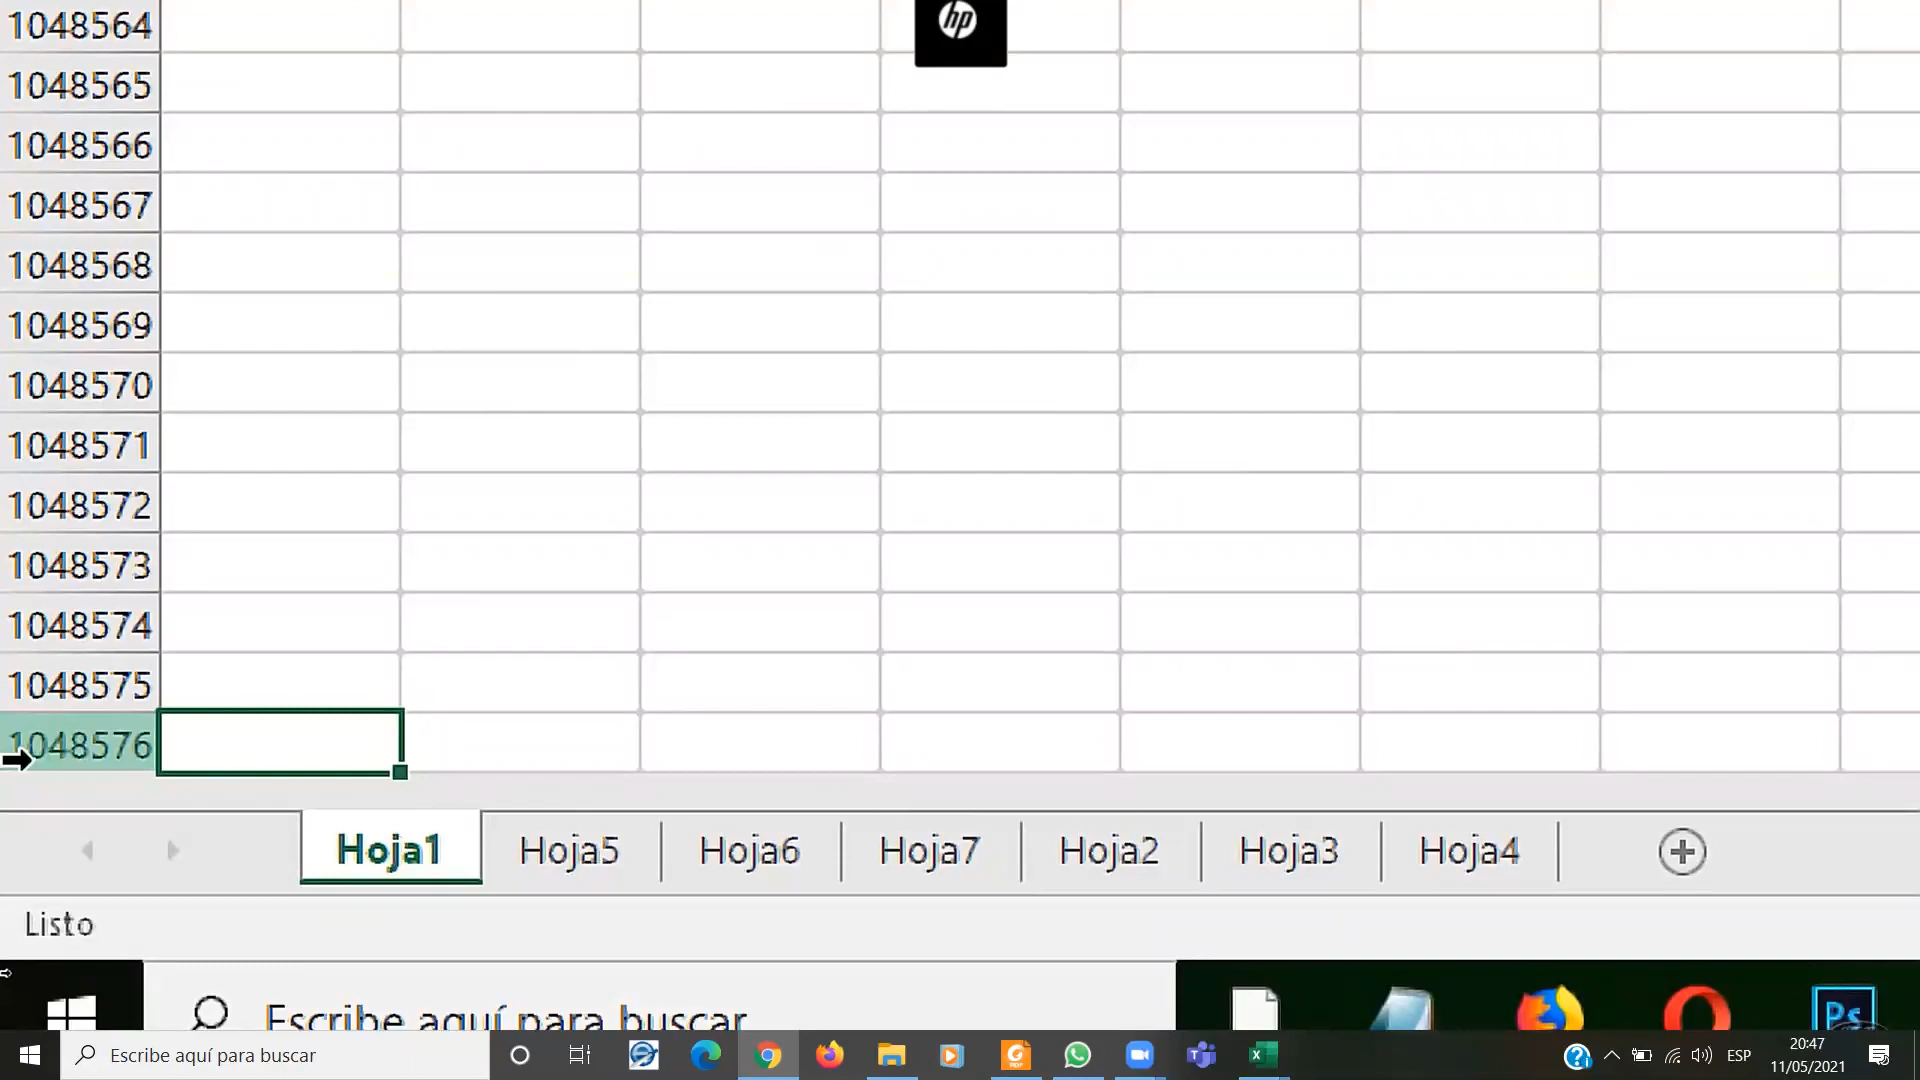 1048564
hp
1048565
1048566
1048567
1048568
1048569
1048570
1048571
1048572
1048573
1048574
1048575
1048576
Hoja1 Hoja5 Hoja6 Hoja7 Hoja2 Hoja3 Hoja4
Listo
Escribe aquí para buscar
Ps
Escribe aquí para buscar
ESP
20:47
11/05/2021